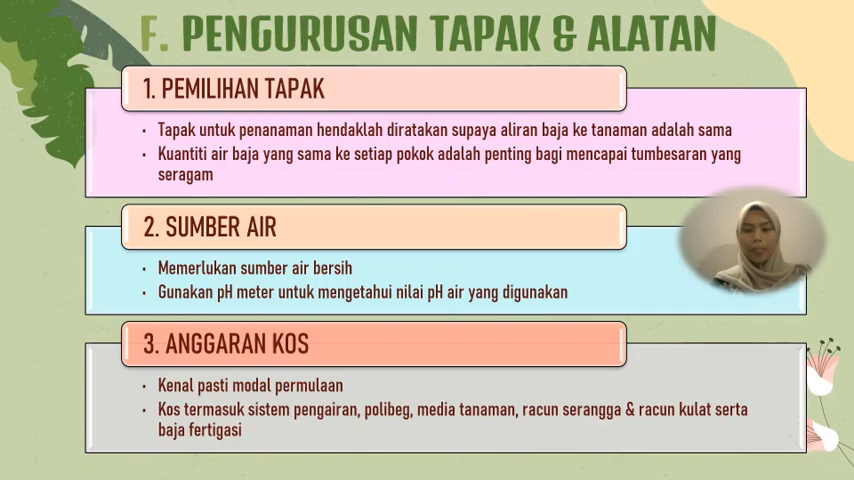 F. PENGURUSAN TAPAK & ALATAN
1. PEMILIHAN TAPAK
• Tapak untuk penanaman hendaklah diratakan supaya aliran baja ke tanaman adalah sama
• Kuantiti air baja yang sama ke setiap pokok adalah penting bagi mencapai tumbesaran yang
seragam
2. SUMBER AIR
• Memerlukan sumber air bersih
• Gunakan pH meter untuk mengetahui nilai pH air yang digunakan
3. ANGGARAN KOS
• Kenal pasti modal permulaan
• Kos termasuk sistem pengairan, polibeg, media tanaman, racun serangga & racun kulat serta
baja fertigasi